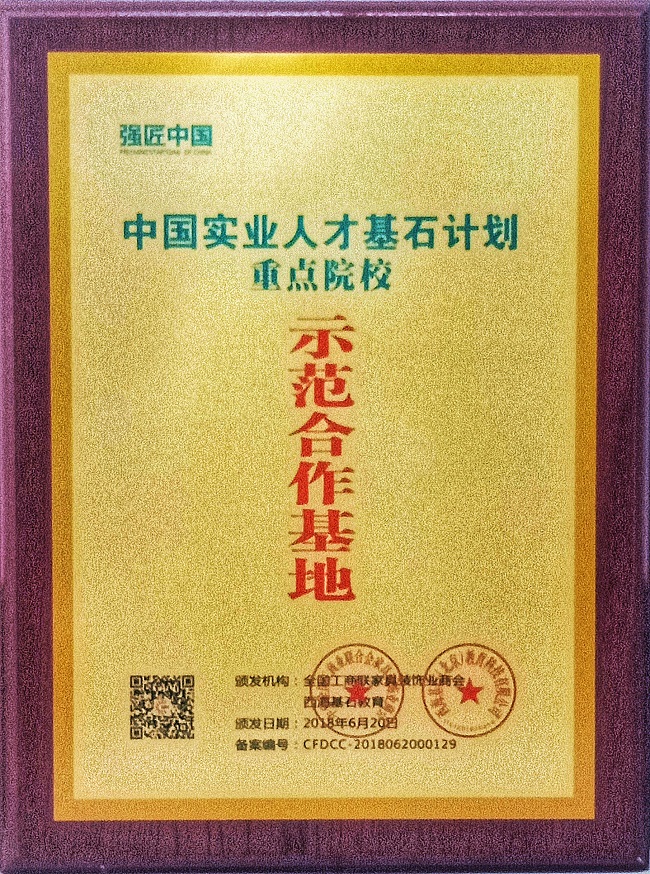 强匠中国
中国实业人才基石计划
重点院校
示范合作基地
颁发机构：全国工商联家具装饰业商会
西海基石教育
颁发日期：2018年6月20日
备案编号：CFDCC-2018062000129